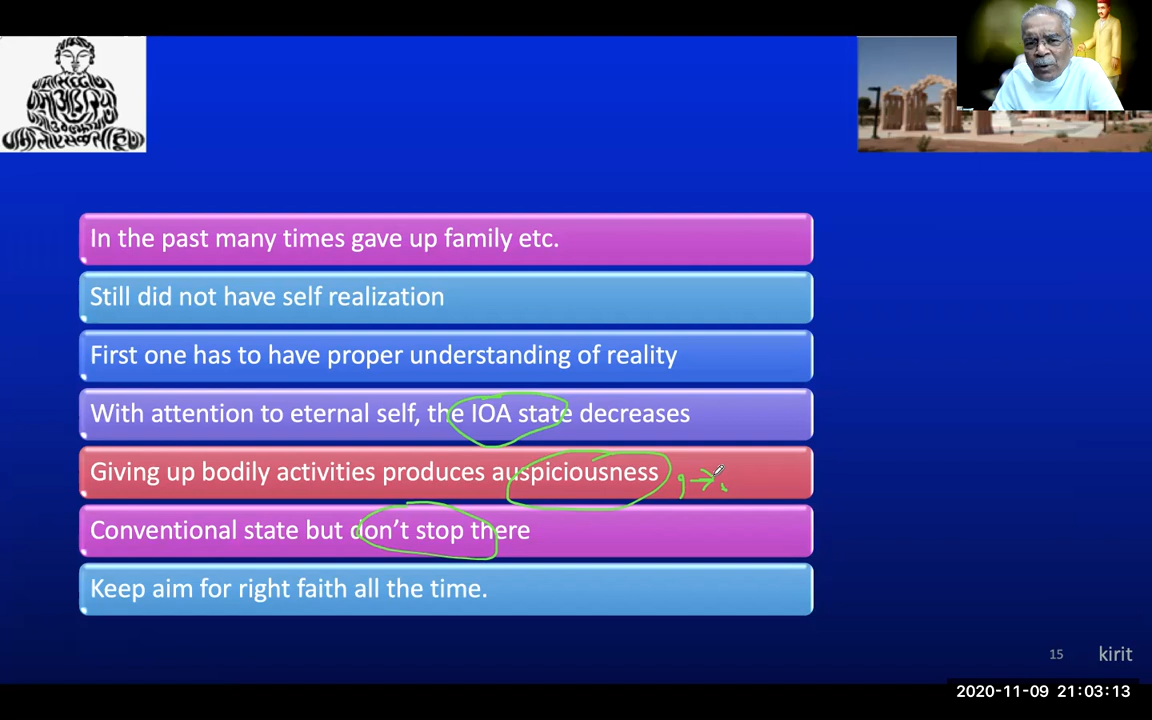 In the past many times gave up family etc.
Still did not have self realization
First one has to have proper understanding of reality
With attention to eternal self, the IOA state decreases
Giving up bodily activities produces auspiciousness
Conventional state but don't stop there
Keep aim for right faith all the time.
15 kirit
2020-11-09 21:03:13